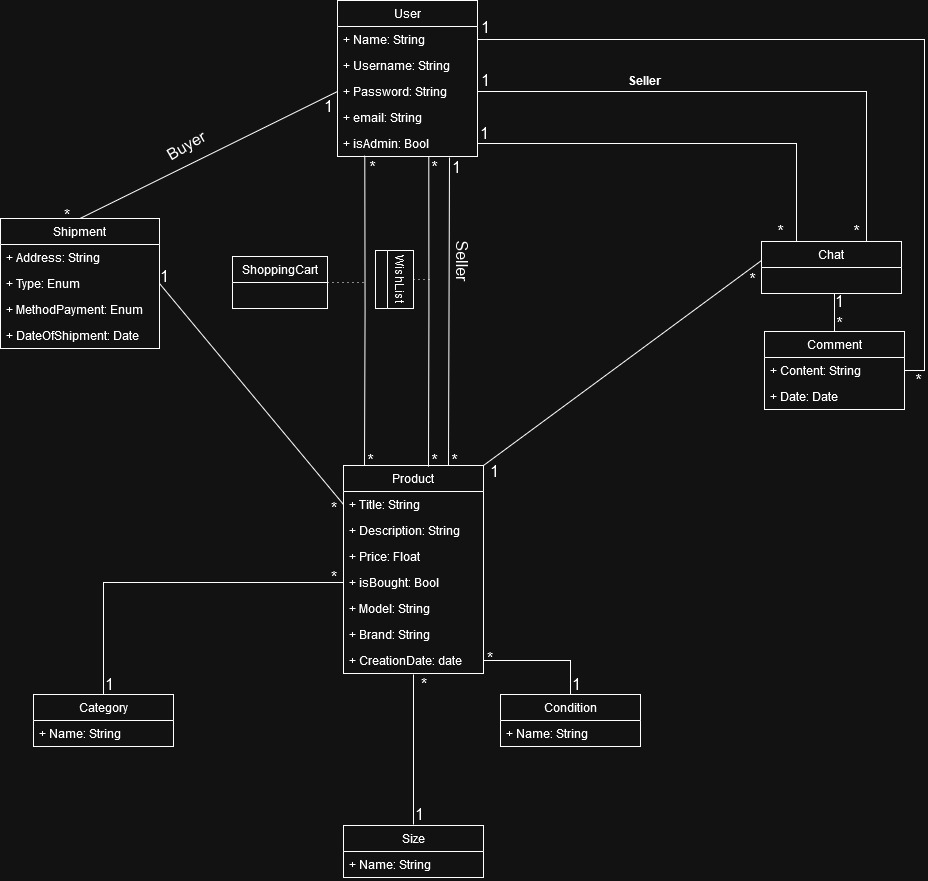 User
+ Name: String
+ Username: String
+ Password: String
+ email: String
+ isAdmin: Bool
1
1
Seller
1
1
Buyer
*
*
*
1
*
*
*
Shipment
+ Address: String
+ Type: Enum
+ MethodPayment: Enum
+ DateOfShipment: Date
1
ShoppingCart
WishList
Seller
Chat
*
1
*
Comment
+ Content: String
+ Date: Date
*
*
*
*
1
Product
+ Title: String
+ Description: String
+ Price: Float
+ isBought: Bool
+ Model: String
+ Brand: String
+ CreationDate: date
*
*
*
*
1
Category
+ Name: String
1
Condition
+ Name: String
1
Size
+ Name: String